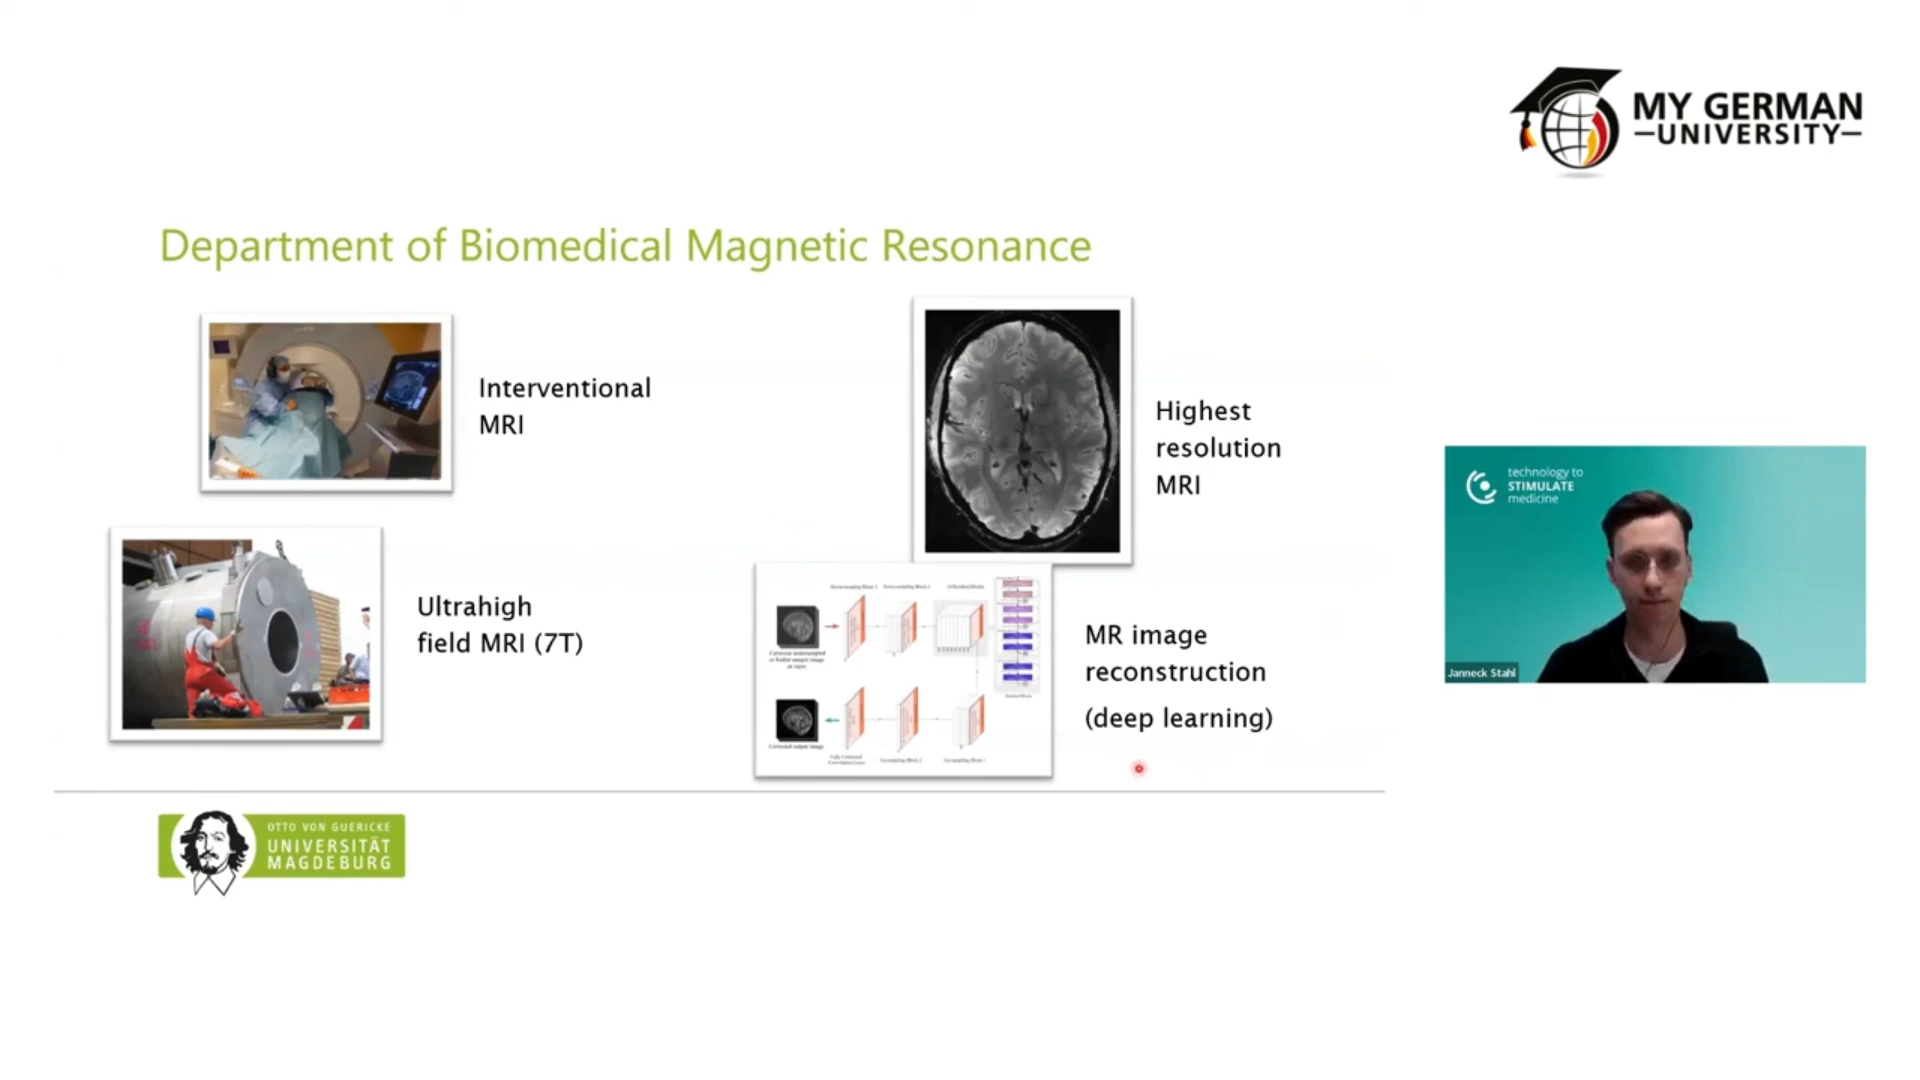 MY GERMAN
UNIVERSITY
Department of Biomedical Magnetic Resonance
Interventional
MRI
Highest
resolution
MRI
Ultrahigh
field MRI (7T)
MR image
reconstruction
(deep learning)
technology to
STIMULATE
medicine
Janneck Stahl
OTTO VON GUERICKE
UNIVERSITÄT
MAGDEBURG